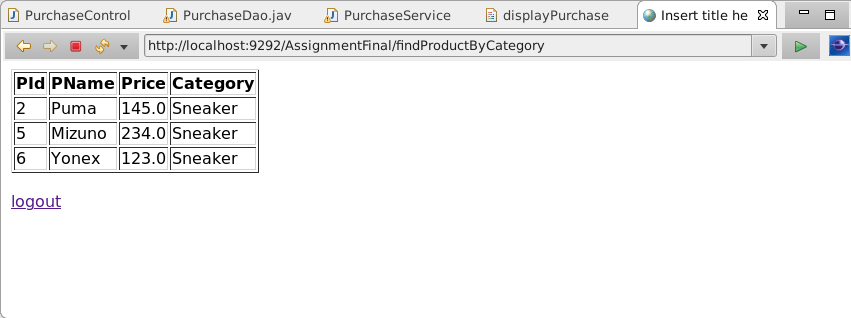 PurchaseControl PurchaseDao.jav PurchaseService displayPurchase Insert title he
http://localhost:9292/AssignmentFinal/findProductByCategory
PId PName Price Category
2 Puma 145.0 Sneaker
5 Mizuno 234.0 Sneaker
6 Yonex 123.0 Sneaker
logout